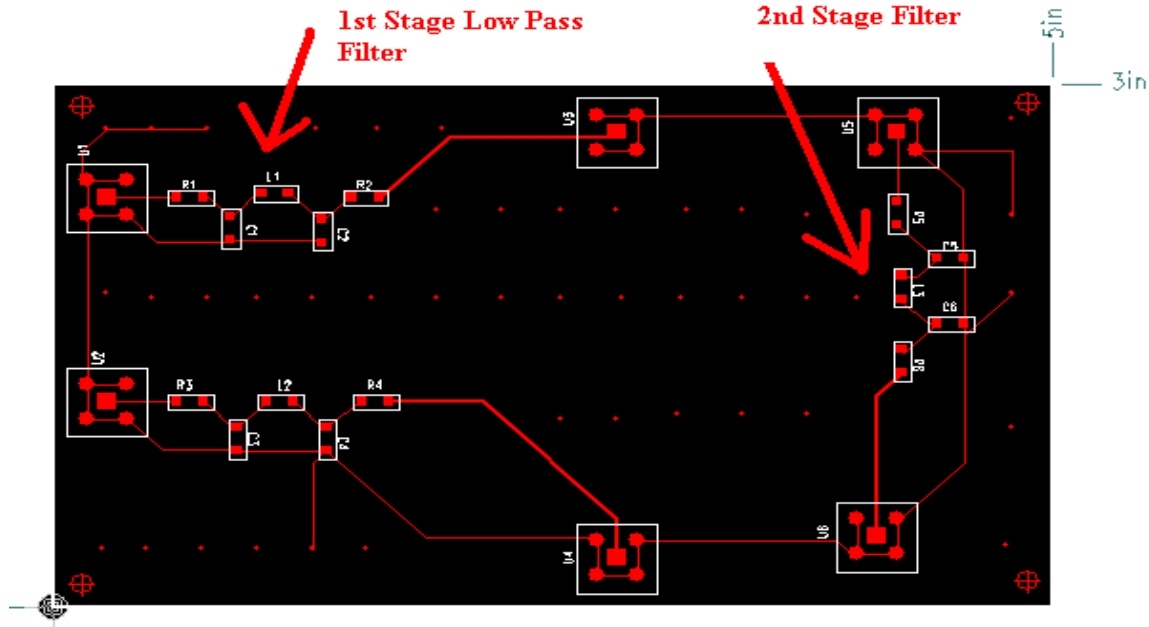 1st Stage Low Pass
Filter
2nd Stage Filter
5in
3in
U1
R1
L1
R2
U3
U5
U2
R3
L2
R4
U4
U6
C6